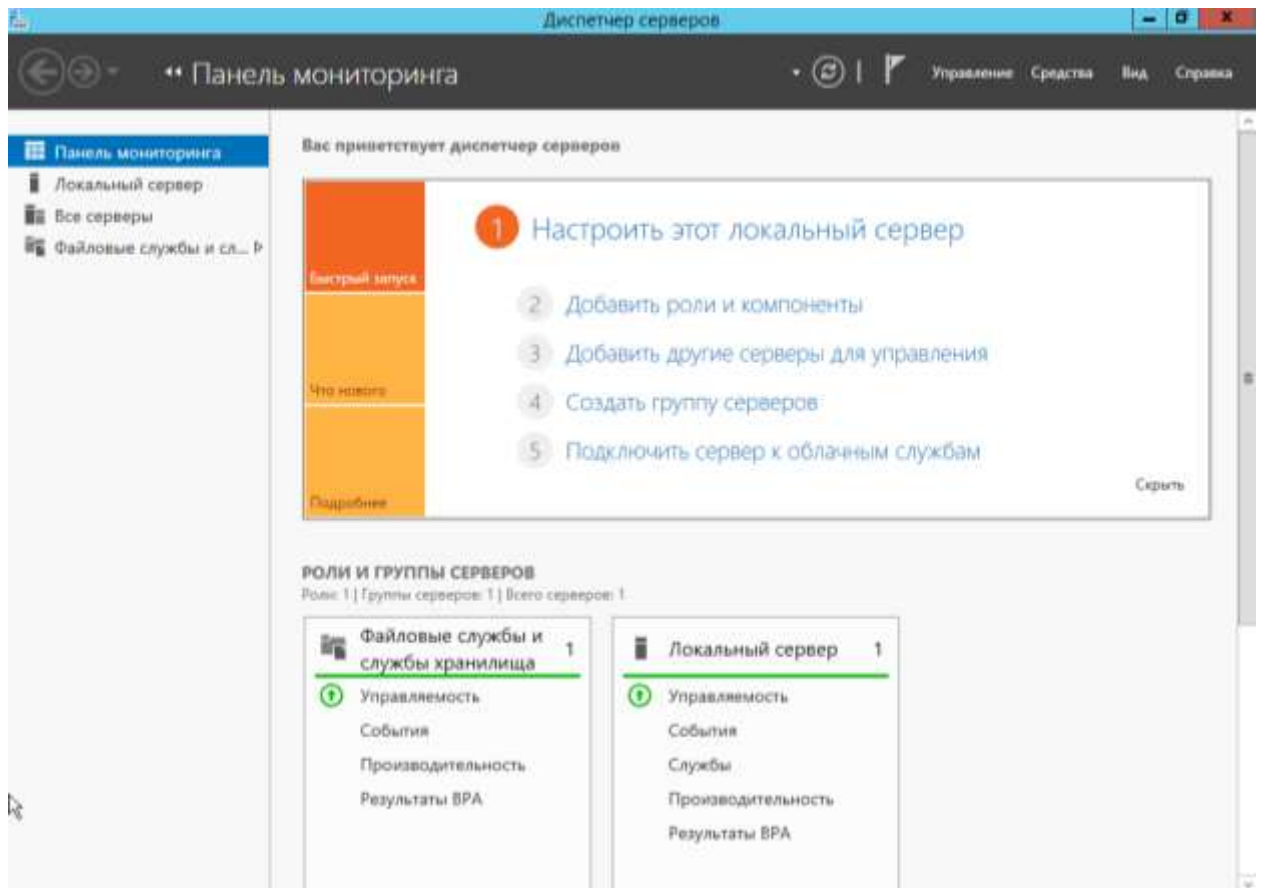 Диспетчер серверов
Панель мониторинга
Управление Средства Вид Справка
Панель мониторинга
Локальный сервер
Все серверы
Файловые службы и сл...
Вас приветствует диспетчер серверов
Быстрый запуск
Что нового
Подробнее
1 Настроить этот локальный сервер
2 Добавить роли и компоненты
3 Добавить другие серверы для управления
4 Создать группу серверов
5 Подключить сервер к облачным службам
Скрыть
РОЛИ И ГРУППЫ СЕРВЕРОВ
Роли: 1 | Группы серверов: 1 | Всего серверов: 1
Файловые службы и
службы хранилища 1
Управляемость
События
Производительность
Результаты BPA
Локальный сервер 1
Управляемость
События
Службы
Производительность
Результаты BPA